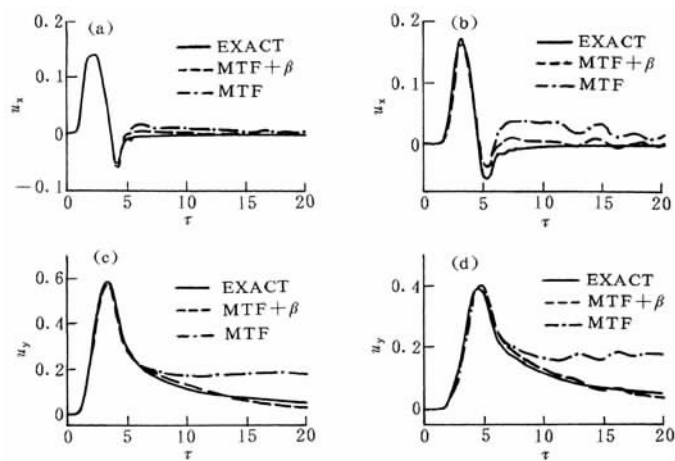 (a)
EXACT
MTF+β
MTF
0.2
0.1
0
-0.1
u_x
0 5 10 15 20
τ
(b)
EXACT
MTF+β
MTF
0.1
0
u_x
0 5 10 15 20
τ
(c)
EXACT
MTF+β
MTF
0.6
0.4
0.2
0
u_y
0 5 10 15 20
τ
(d)
EXACT
MTF+β
MTF
0.4
0.2
0
u_y
0 5 10 15 20
τ